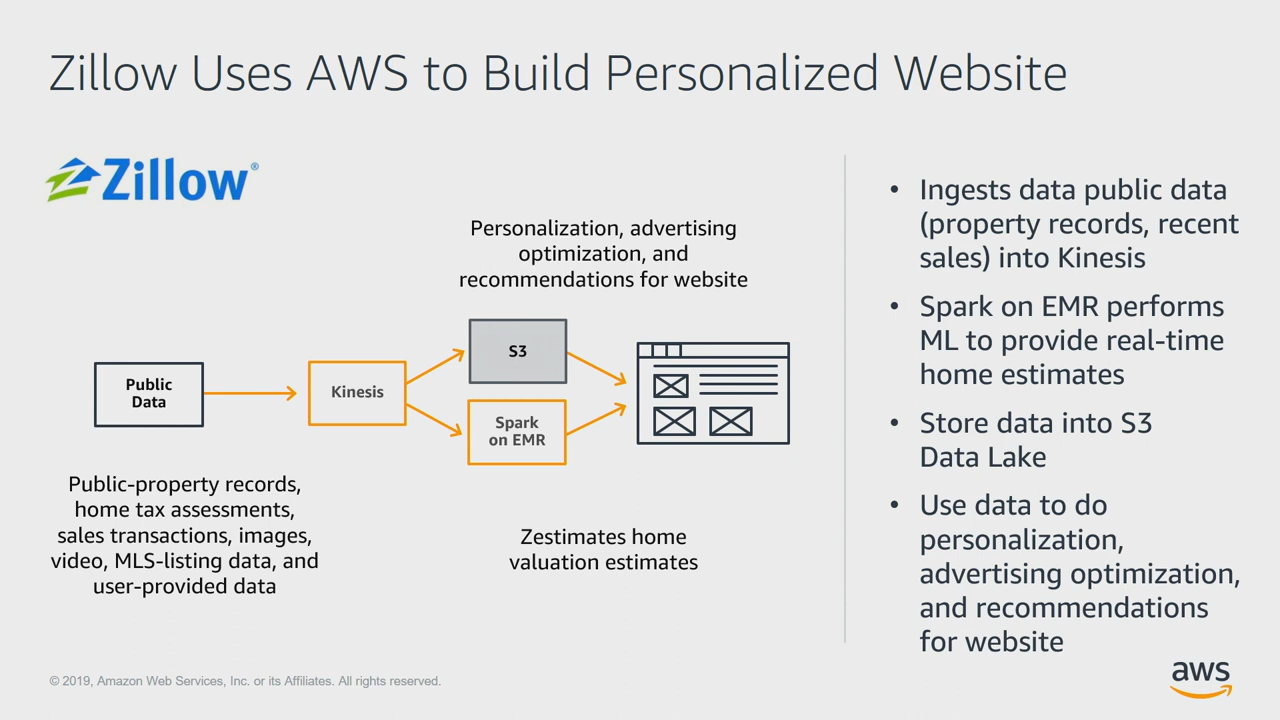 Zillow Uses AWS to Build Personalized Website
Zillow®
Personalization, advertising
optimization, and
recommendations for website
S3
Public
Data
Kinesis
Spark
on EMR
Public-property records,
home tax assessments,
sales transactions, images,
video, MLS-listing data, and
user-provided data
Zestimates home
valuation estimates
• Ingests data public data
(property records, recent
sales) into Kinesis
• Spark on EMR performs
ML to provide real-time
home estimates
• Store data into S3
Data Lake
• Use data to do
personalization,
advertising optimization,
and recommendations
for website
© 2019, Amazon Web Services, Inc. or its Affiliates. All rights reserved.
aws